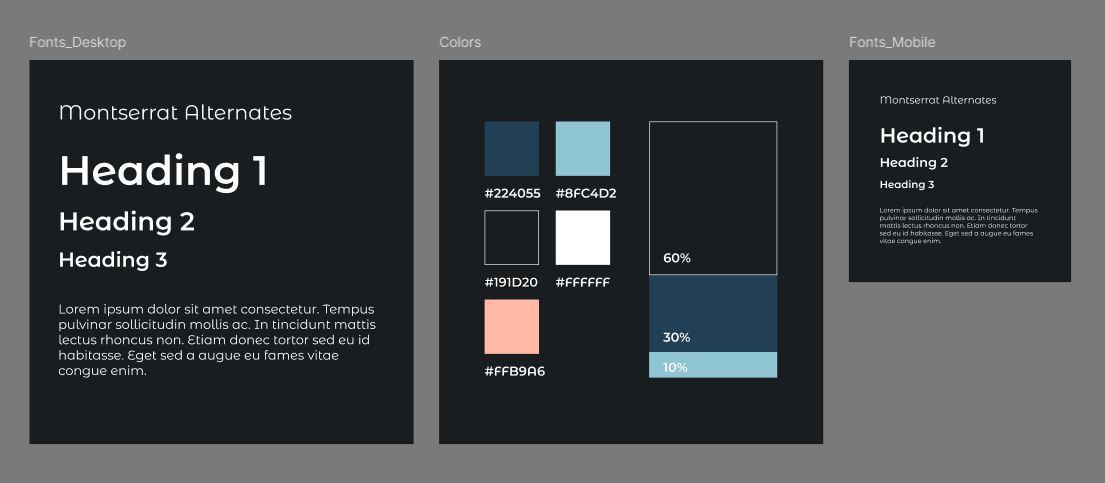 Fonts_Desktop
Montserrat Alternates
Heading 1
Heading 2
Heading 3
Lorem ipsum dolor sit amet consectetur. Tempus
pulvinar sollicitudin mollis ac. In tincidunt mattis
lectus rhoncus non. Etiam donec tortor sed eu id
habitasse. Eget sed a augue eu fames vitae
congue enim.
Colors
#224055
#8FC4D2
#191D20
#FFFFFF
#FFB9A6
60%
30%
10%
Fonts_Mobile
Montserrat Alternates
Heading 1
Heading 2
Heading 3
Lorem ipsum dolor sit amet consectetur. Tempus
pulvinar sollicitudin mollis ac. In tincidunt
mattis lectus rhoncus non. Etiam donec tortor
sed eu id habitasse. Eget sed a augue eu fames
vitae congue enim.